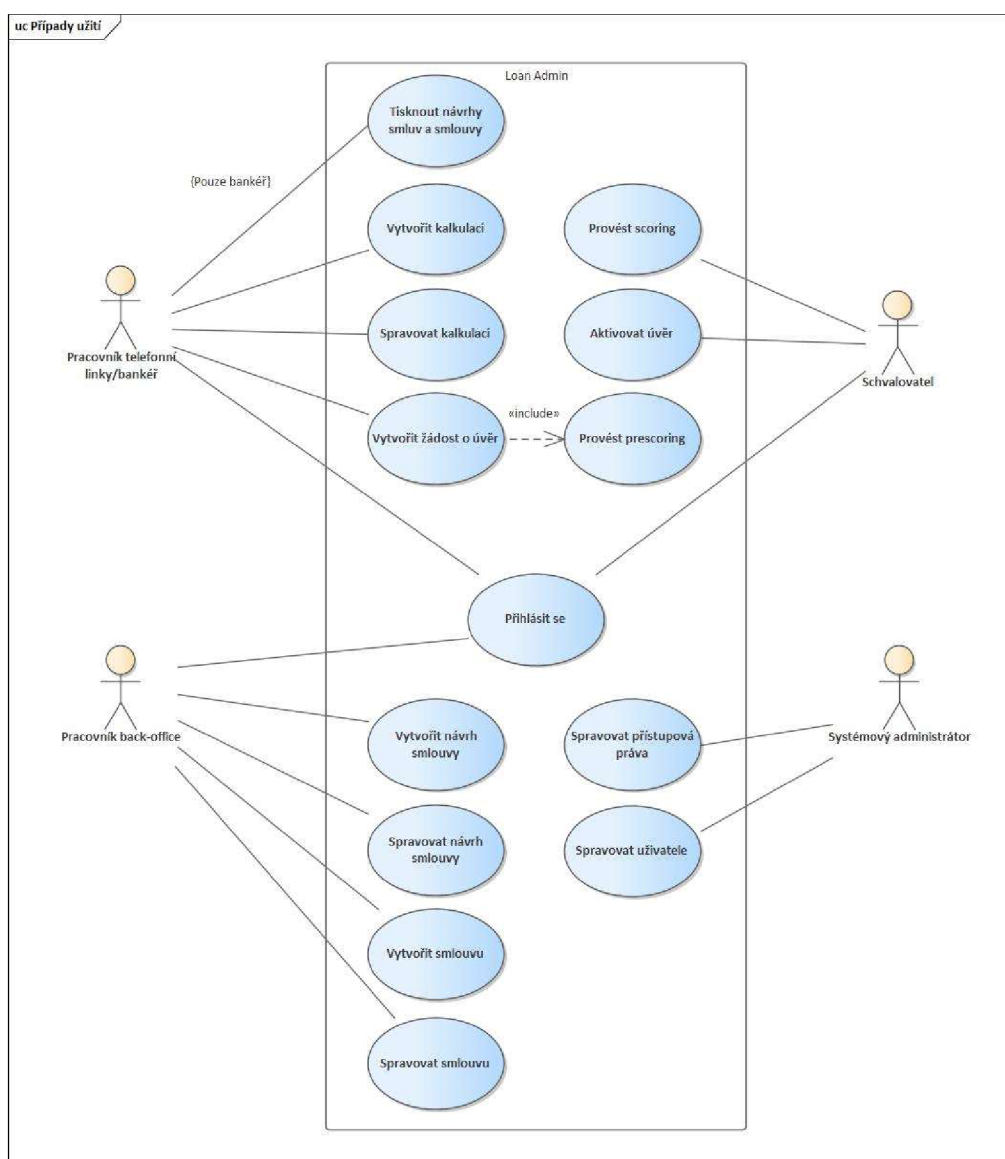 uc Případy užití
Loan Admin
Tisknout návrhy
smluv a smlouvy
{Pouze bankéř}
Vytvořit kalkulaci
Provést scoring
Spravovat kalkulaci
Aktivovat úvěr
Pracovník telefonní
linky/bankéř
Schvalovatel
«include»
Vytvořit žádost o úvěr
Provést prescoring
Přihlásit se
Pracovník back-office
Vytvořit návrh
smlouvy
Spravovat přístupová
práva
Systémový administrátor
Spravovat návrh
smlouvy
Spravovat uživatele
Vytvořit smlouvu
Spravovat smlouvu